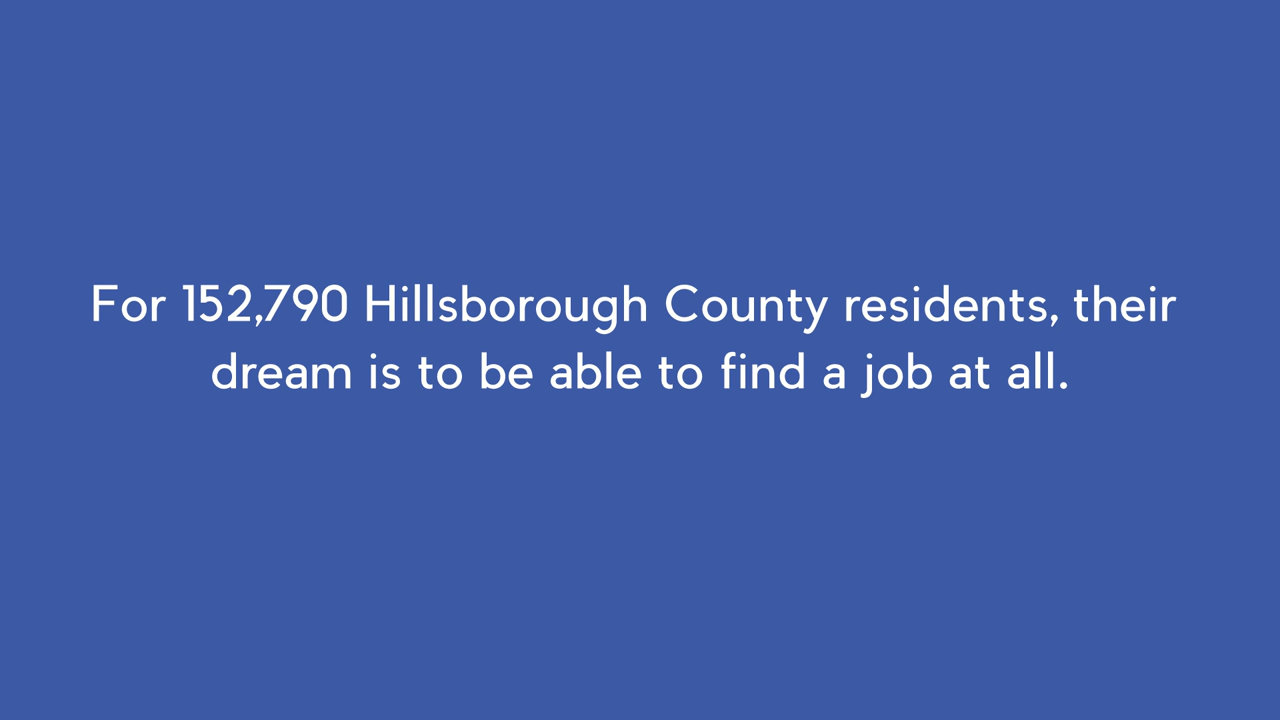 For 152,790 Hillsborough County residents, their
dream is to be able to find a job at all.